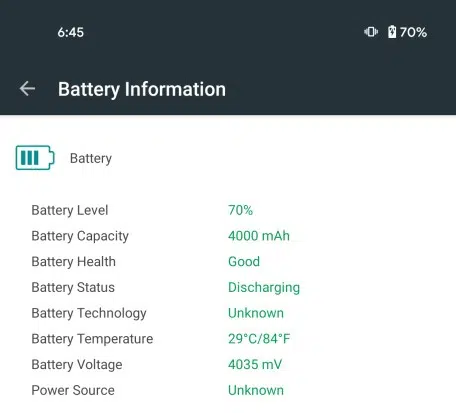 6:45 70%
Battery Information
Battery
Battery Level 70%
Battery Capacity 4000 mAh
Battery Health Good
Battery Status Discharging
Battery Technology Unknown
Battery Temperature 29°C/84°F
Battery Voltage 4035 mV
Power Source Unknown